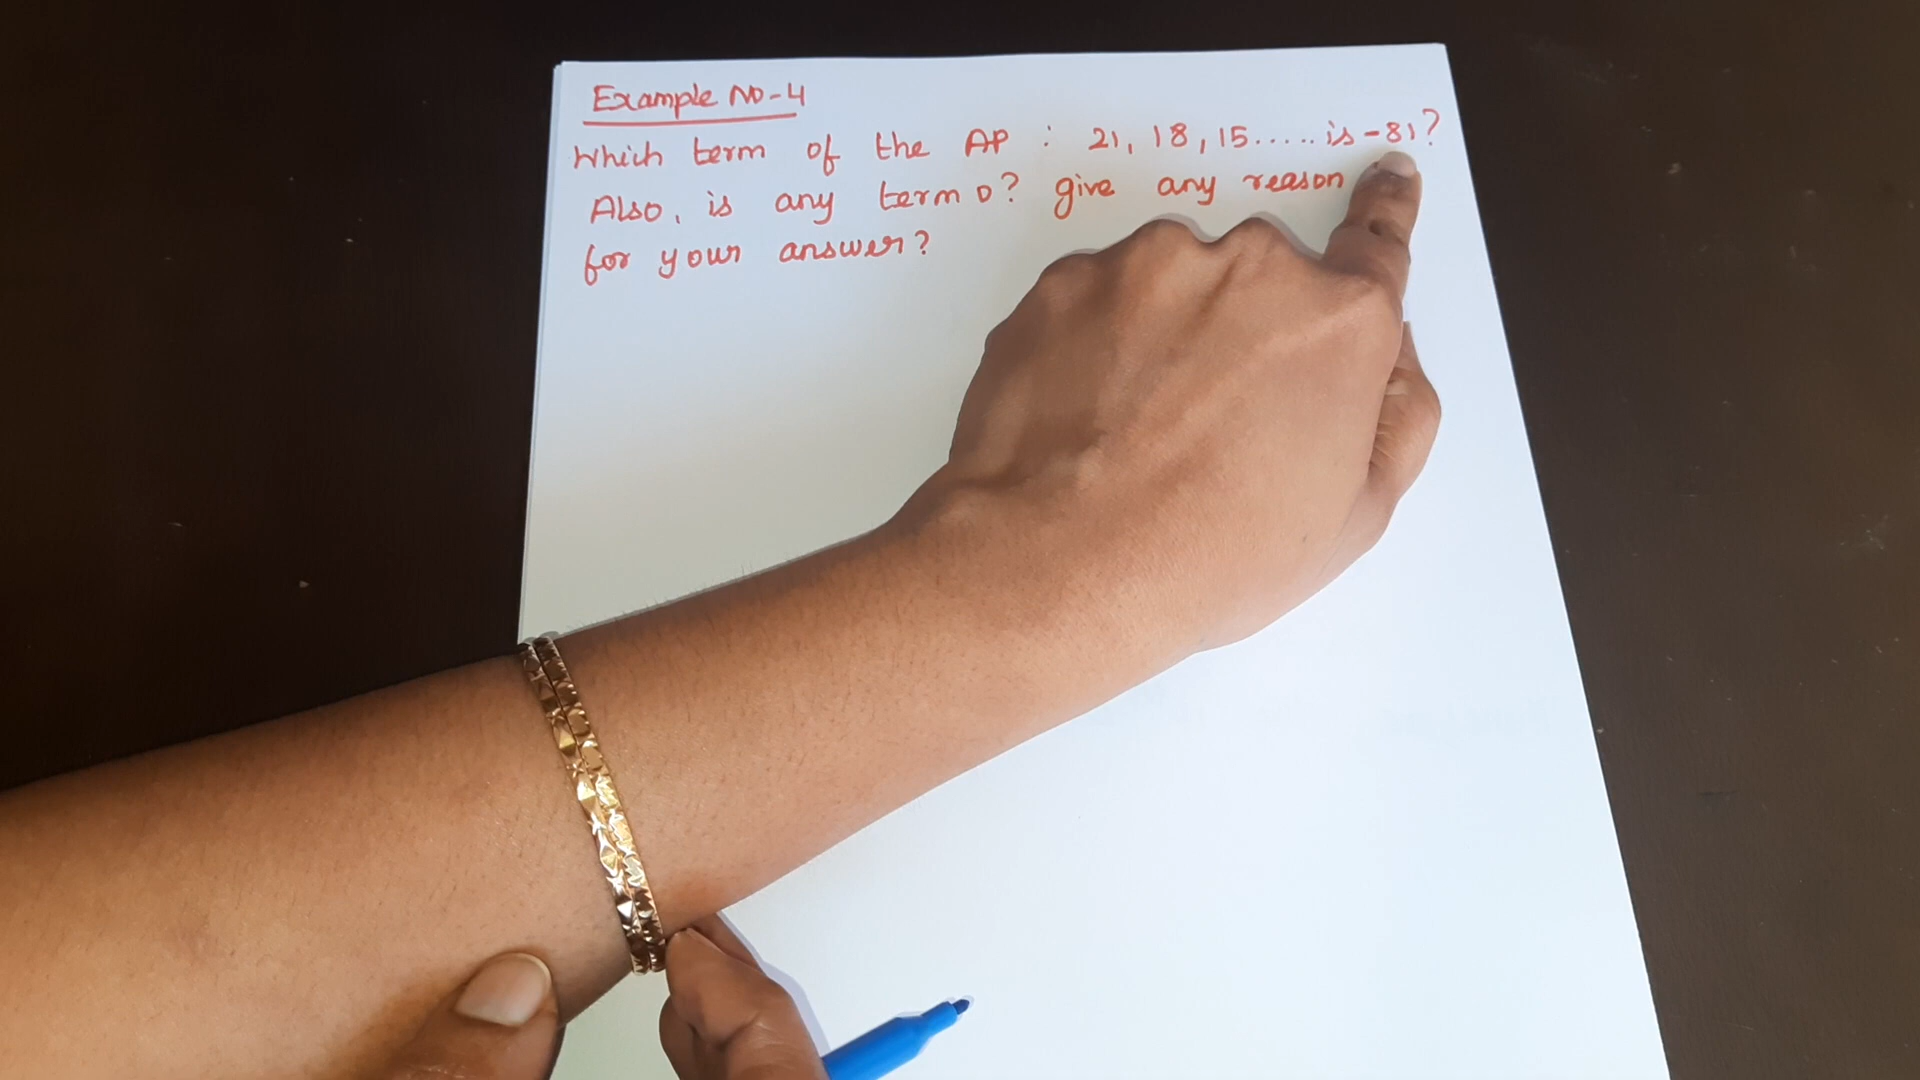 Example No-4
Which term of the AP : 21, 18, 15..... is -81?
Also, is any term 0? give any reason
for your answer?